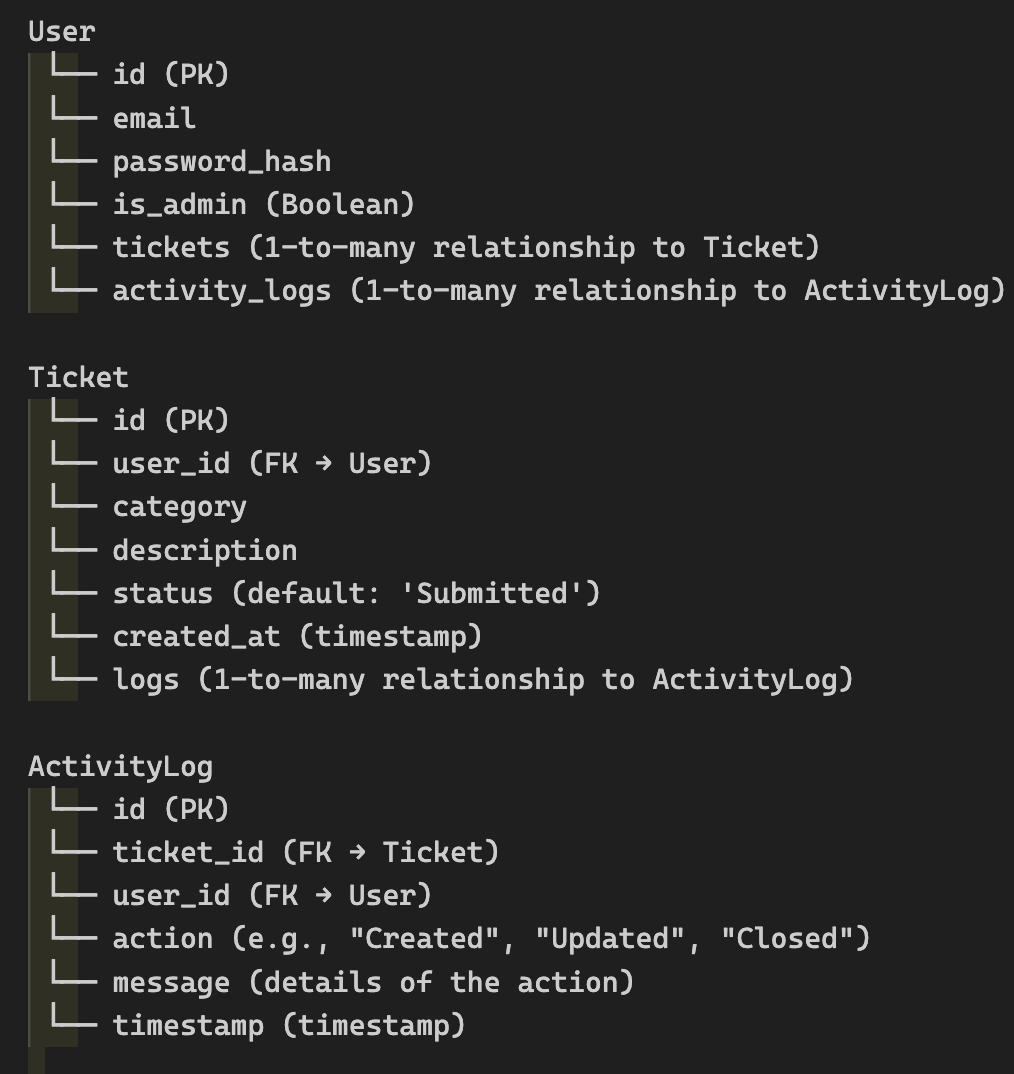 User
└── id (PK)
└── email
└── password_hash
└── is_admin (Boolean)
└── tickets (1-to-many relationship to Ticket)
└── activity_logs (1-to-many relationship to ActivityLog)
Ticket
└── id (PK)
└── user_id (FK → User)
└── category
└── description
└── status (default: 'Submitted')
└── created_at (timestamp)
└── logs (1-to-many relationship to ActivityLog)
ActivityLog
└── id (PK)
└── ticket_id (FK → Ticket)
└── user_id (FK → User)
└── action (e.g., "Created", "Updated", "Closed")
└── message (details of the action)
└── timestamp (timestamp)